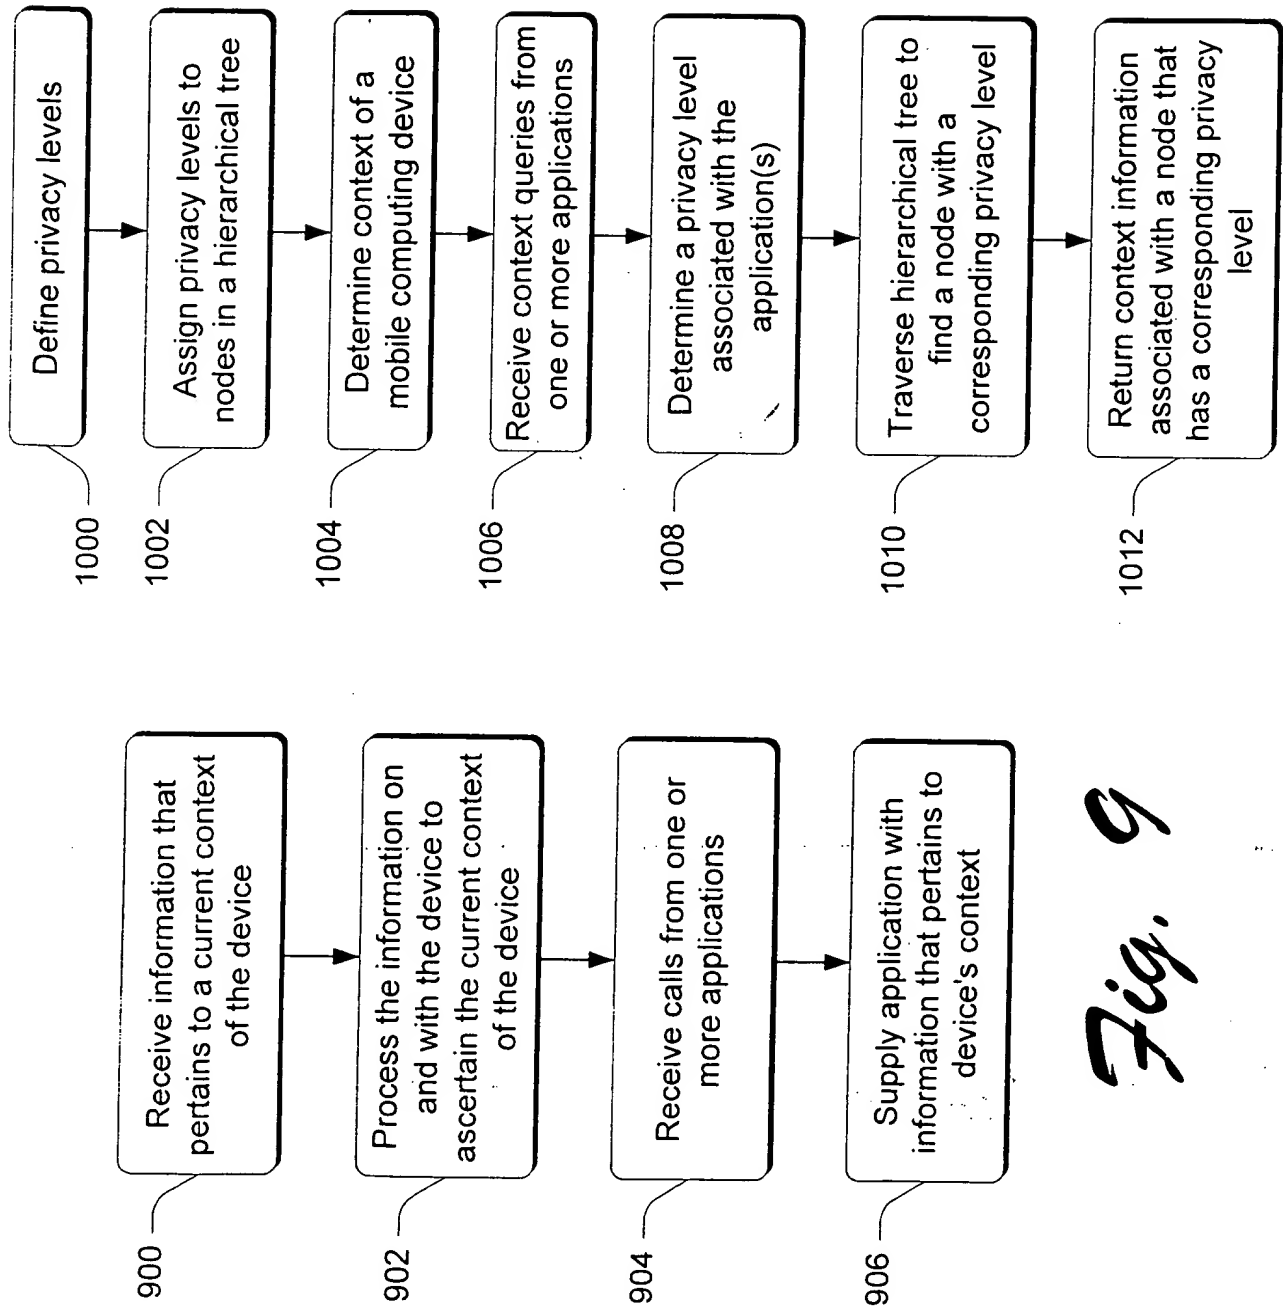 900
Receive information that
pertains to a current context
of the device
902
Process the information on
and with the device to
ascertain the current context
of the device
904
Receive calls from one or
more applications
906
Supply application with
information that pertains to
device's context
Fig. 9
1000
Define privacy levels
1002
Assign privacy levels to
nodes in a hierarchical tree
1004
Determine context of a
mobile computing device
1006
Receive context queries from
one or more applications
1008
Determine a privacy level
associated with the
application(s)
1010
Traverse hierarchical tree to
find a node with a
corresponding privacy level
1012
Return context information
associated with a node that
has a corresponding privacy
level